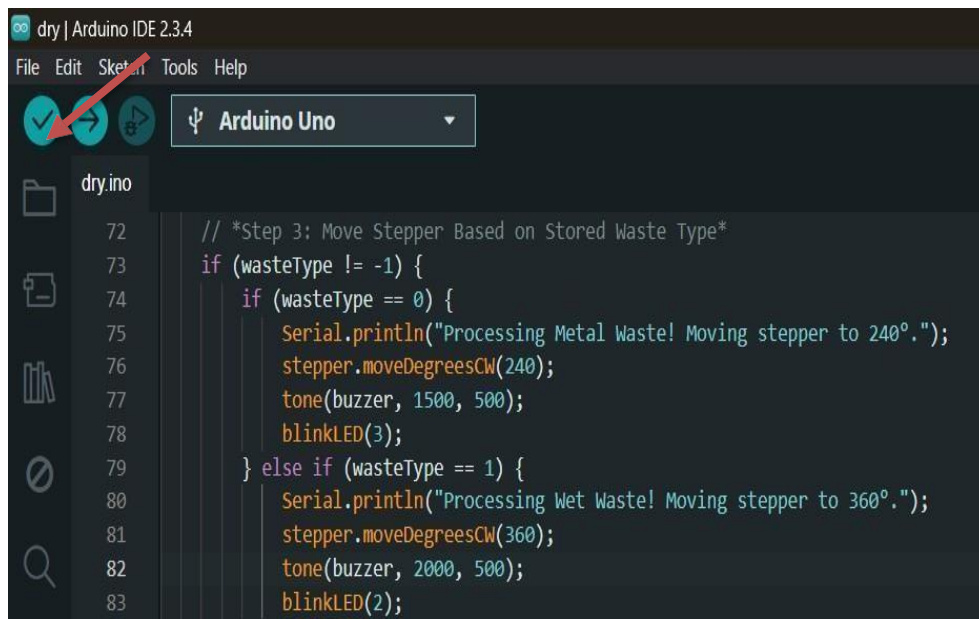 dry | Arduino IDE 2.3.4
File Edit Sketch Tools Help
Arduino Uno
dry.ino
72 // *Step 3: Move Stepper Based on Stored Waste Type*
73 if (wasteType != -1) {
74 if (wasteType == 0) {
75 Serial.println("Processing Metal Waste! Moving stepper to 240°.");
76 stepper.moveDegreesCW(240);
77 tone(buzzer, 1500, 500);
78 blinkLED(3);
79 } else if (wasteType == 1) {
80 Serial.println("Processing Wet Waste! Moving stepper to 360°.");
81 stepper.moveDegreesCW(360);
82 tone(buzzer, 2000, 500);
83 blinkLED(2);